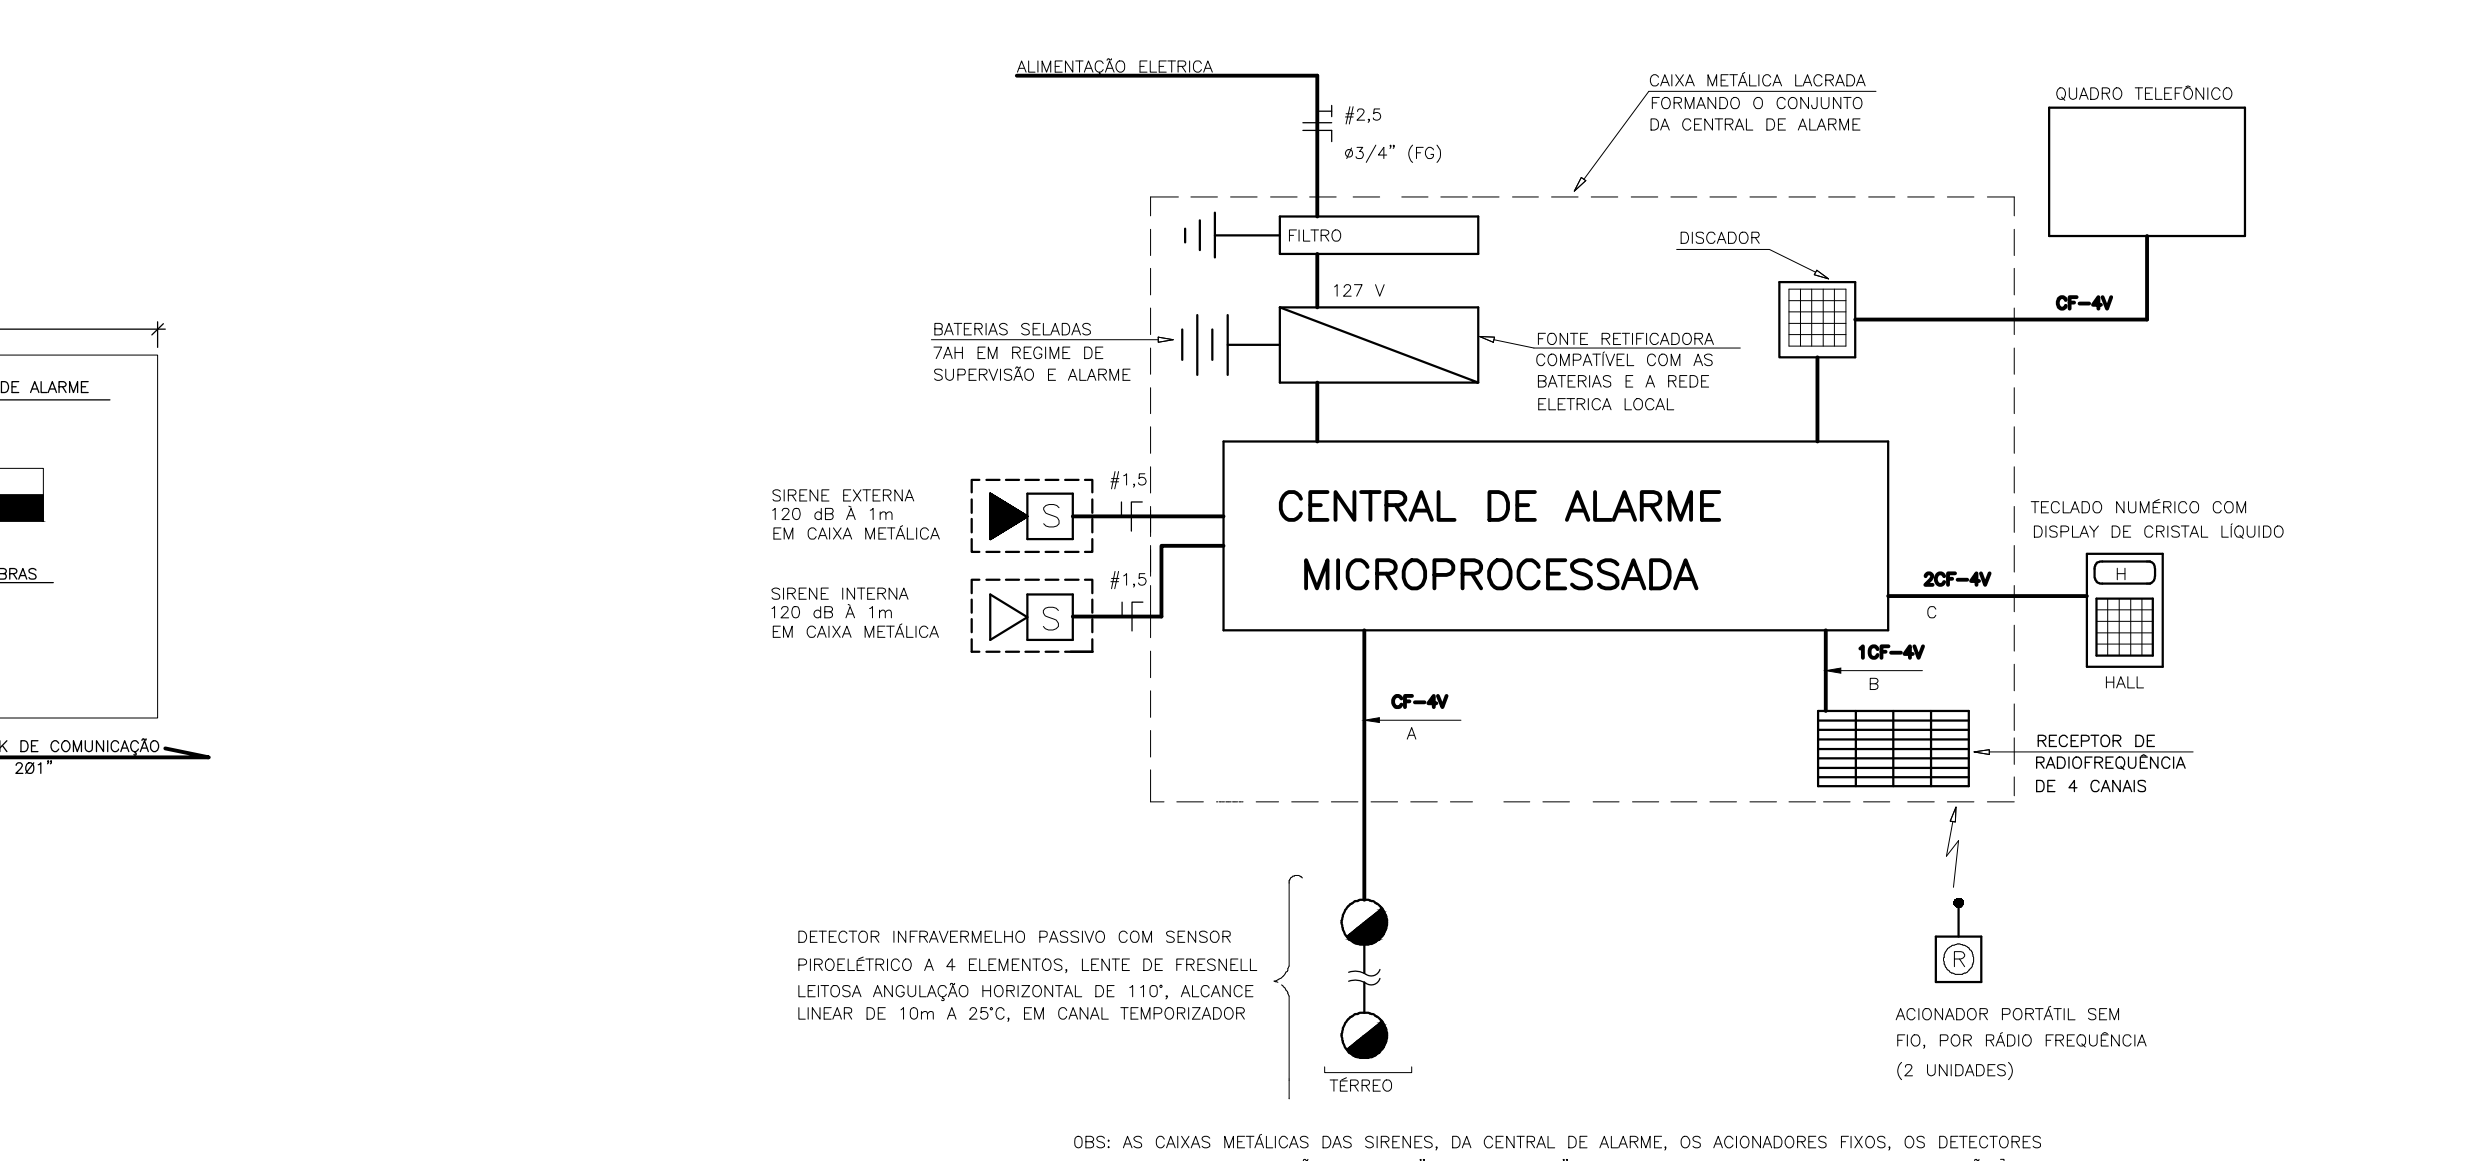 DE ALARME
BRAS
K DE COMUNICAÇÃO
2Ø1"
ALIMENTAÇÃO ELETRICA
#2,5
ø3/4" (FG)
CAIXA METÁLICA LACRADA
FORMANDO O CONJUNTO
DA CENTRAL DE ALARME
QUADRO TELEFÔNICO
FILTRO
127 V
DISCADOR
CF-4V
BATERIAS SELADAS
7AH EM REGIME DE
SUPERVISÃO E ALARME
FONTE RETIFICADORA
COMPATÍVEL COM AS
BATERIAS E A REDE
ELETRICA LOCAL
SIRENE EXTERNA
120 dB À 1m
EM CAIXA METÁLICA
S
#1,5
SIRENE INTERNA
120 dB À 1m
EM CAIXA METÁLICA
S
#1,5
CENTRAL DE ALARME
MICROPROCESSADA
TECLADO NUMÉRICO COM
DISPLAY DE CRISTAL LÍQUIDO
H
HALL
2CF-4V
C
1CF-4V
B
CF-4V
A
RECEPTOR DE
RADIOFREQUÊNCIA
DE 4 CANAIS
DETECTOR INFRAVERMELHO PASSIVO COM SENSOR
PIROELÉTRICO A 4 ELEMENTOS, LENTE DE FRESNELL
LEITOSA ANGULAÇÃO HORIZONTAL DE 110°, ALCANCE
LINEAR DE 10m A 25°C, EM CANAL TEMPORIZADOR
TÉRREO
R
ACIONADOR PORTÁTIL SEM
FIO, POR RÁDIO FREQUÊNCIA
(2 UNIDADES)
OBS: AS CAIXAS METÁLICAS DAS SIRENES, DA CENTRAL DE ALARME, OS ACIONADORES FIXOS, OS DETECTORES